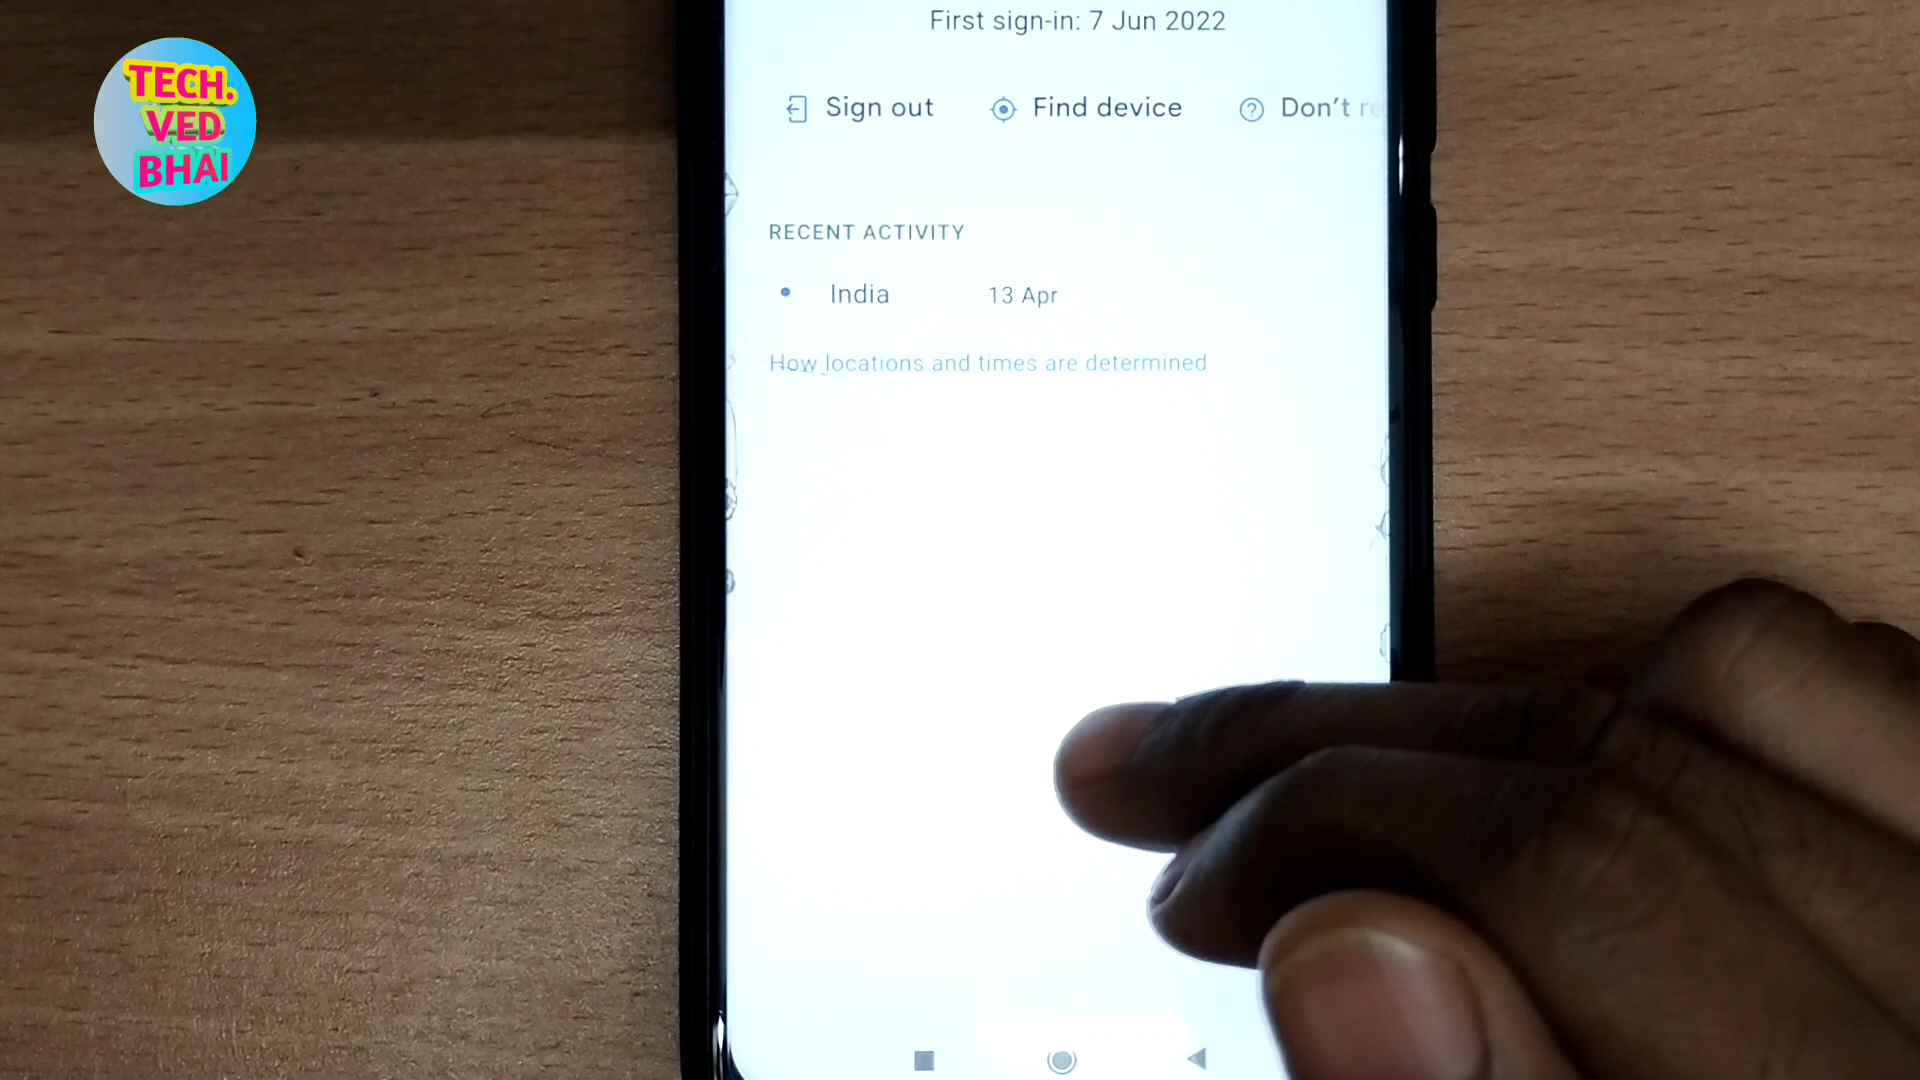 TECH.
VED
BHAI
First sign-in: 7 Jun 2022
Sign out
Find device
Don’t
RECENT ACTIVITY
India 13 Apr
How locations and times are determined